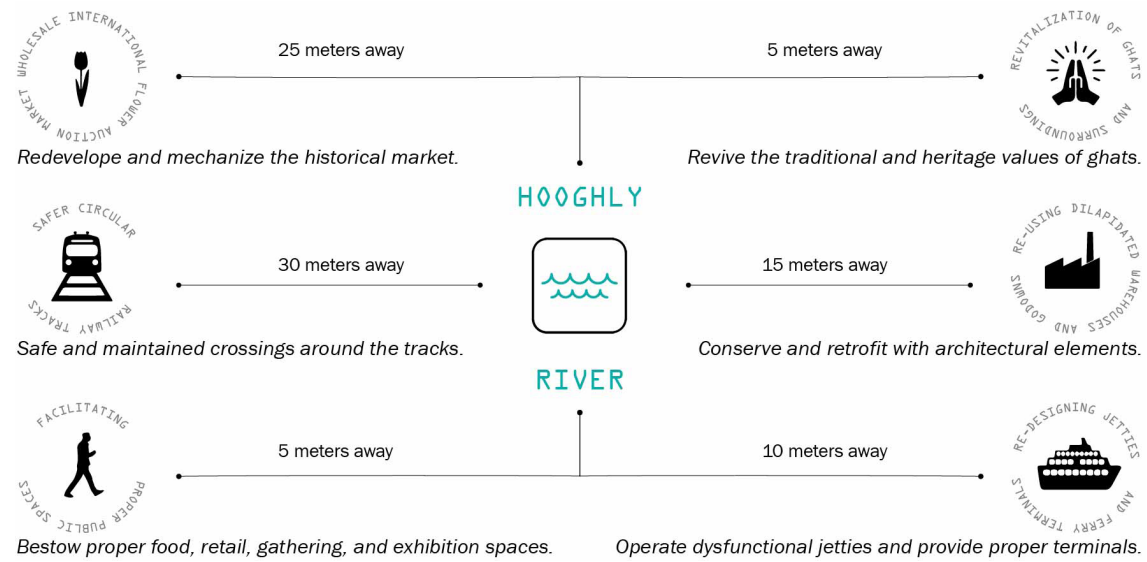 WHOLESALE INTERNATIONAL FLOWER AUCTION MARKET
25 meters away
5 meters away
REVITALIZATION OF GHATS AND SURROUNDINGS
Redevelope and mechanize the historical market.
Revive the traditional and heritage values of ghats.
HOOGHLY
SAFER CIRCULAR RAILWAY TRACKS
30 meters away
15 meters away
RE-USING DILAPIDATED WAREHOUSES AND GODOWNS
Safe and maintained crossings around the tracks.
Conserve and retrofit with architectural elements.
RIVER
FACILITATING PROPER PUBLIC SPACES
5 meters away
10 meters away
RE-DESIGNING JETTIES AND FERRY TERMINALS
Bestow proper food, retail, gathering, and exhibition spaces.
Operate dysfunctional jetties and provide proper terminals.